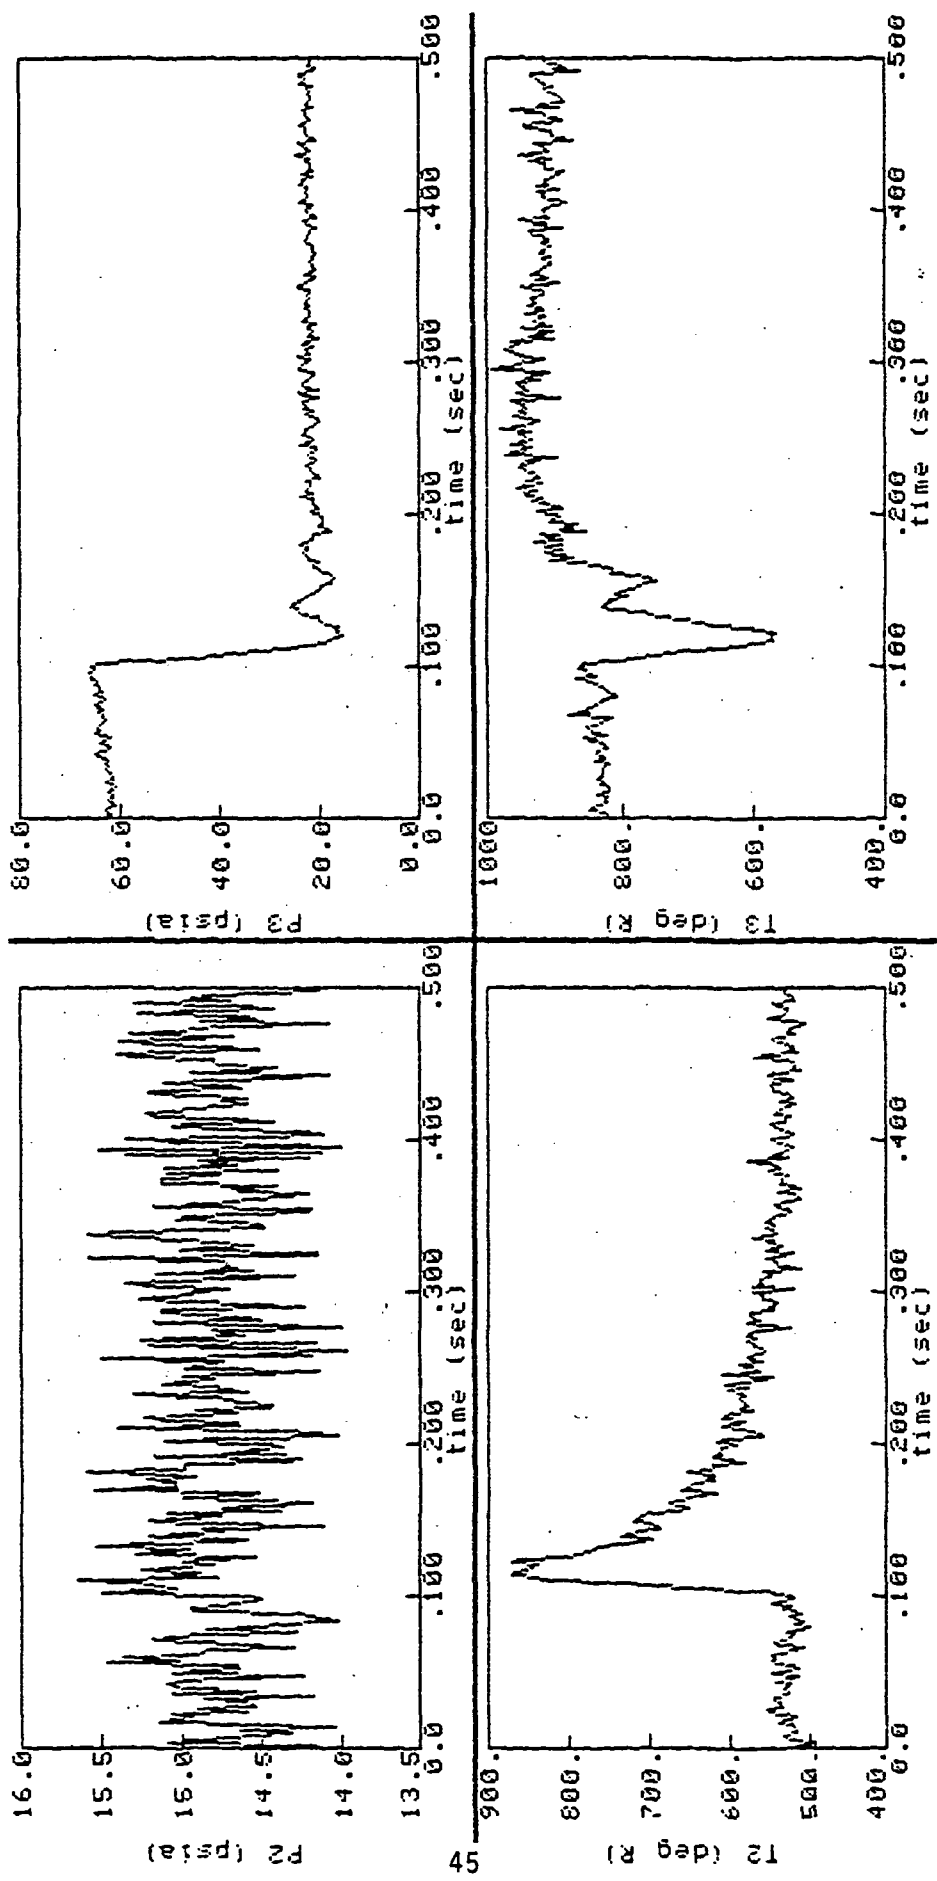 P2 (psia)
16.0
15.5
15.0
14.5
14.0
13.5
0.0 .100 .200 .300 .400 .500
time (sec)
P3 (psia)
80.0
60.0
40.0
20.0
0.0
0.0 .100 .200 .300 .400 .500
time (sec)
T2 (deg R)
900.
800.
700.
600.
500.
400.
0.0 .100 .200 .300 .400 .500
time (sec)
T3 (deg R)
1000
800.
600.
400.
0.0 .100 .200 .300 .400 .500
time (sec)
45